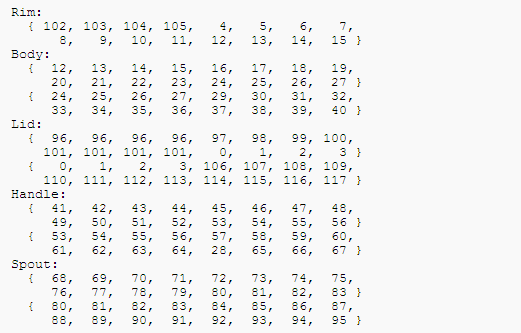 Rim:
{ 102, 103, 104, 105, 4, 5, 6, 7,
8, 9, 10, 11, 12, 13, 14, 15 }
Body:
{ 12, 13, 14, 15, 16, 17, 18, 19,
20, 21, 22, 23, 24, 25, 26, 27 }
{ 24, 25, 26, 27, 29, 30, 31, 32,
33, 34, 35, 36, 37, 38, 39, 40 }
Lid:
{ 96, 96, 96, 96, 97, 98, 99, 100,
101, 101, 101, 101, 0, 1, 2, 3 }
{ 0, 1, 2, 3, 106, 107, 108, 109,
110, 111, 112, 113, 114, 115, 116, 117 }
Handle:
{ 41, 42, 43, 44, 45, 46, 47, 48,
49, 50, 51, 52, 53, 54, 55, 56 }
{ 53, 54, 55, 56, 57, 58, 59, 60,
61, 62, 63, 64, 28, 65, 66, 67 }
Spout:
{ 68, 69, 70, 71, 72, 73, 74, 75,
76, 77, 78, 79, 80, 81, 82, 83 }
{ 80, 81, 82, 83, 84, 85, 86, 87,
88, 89, 90, 91, 92, 93, 94, 95 }